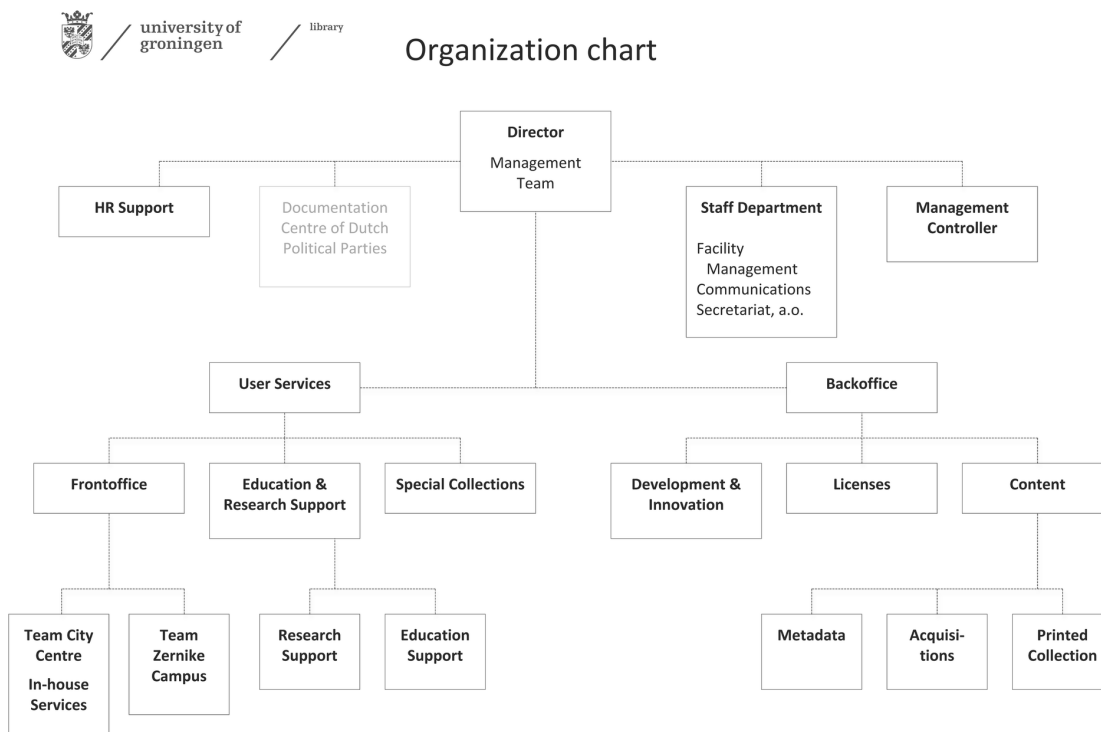 university of
groningen
library
Organization chart
Director
Management
Team
HR Support
Documentation
Centre of Dutch
Political Parties
Staff Department
Facility
Management
Communications
Secretariat, a.o.
Management
Controller
User Services
Backoffice
Frontoffice
Education &
Research Support
Special Collections
Development &
Innovation
Licenses
Content
Team City
Centre
In-house
Services
Team
Zernike
Campus
Research
Support
Education
Support
Metadata
Acquisi-
tions
Printed
Collection